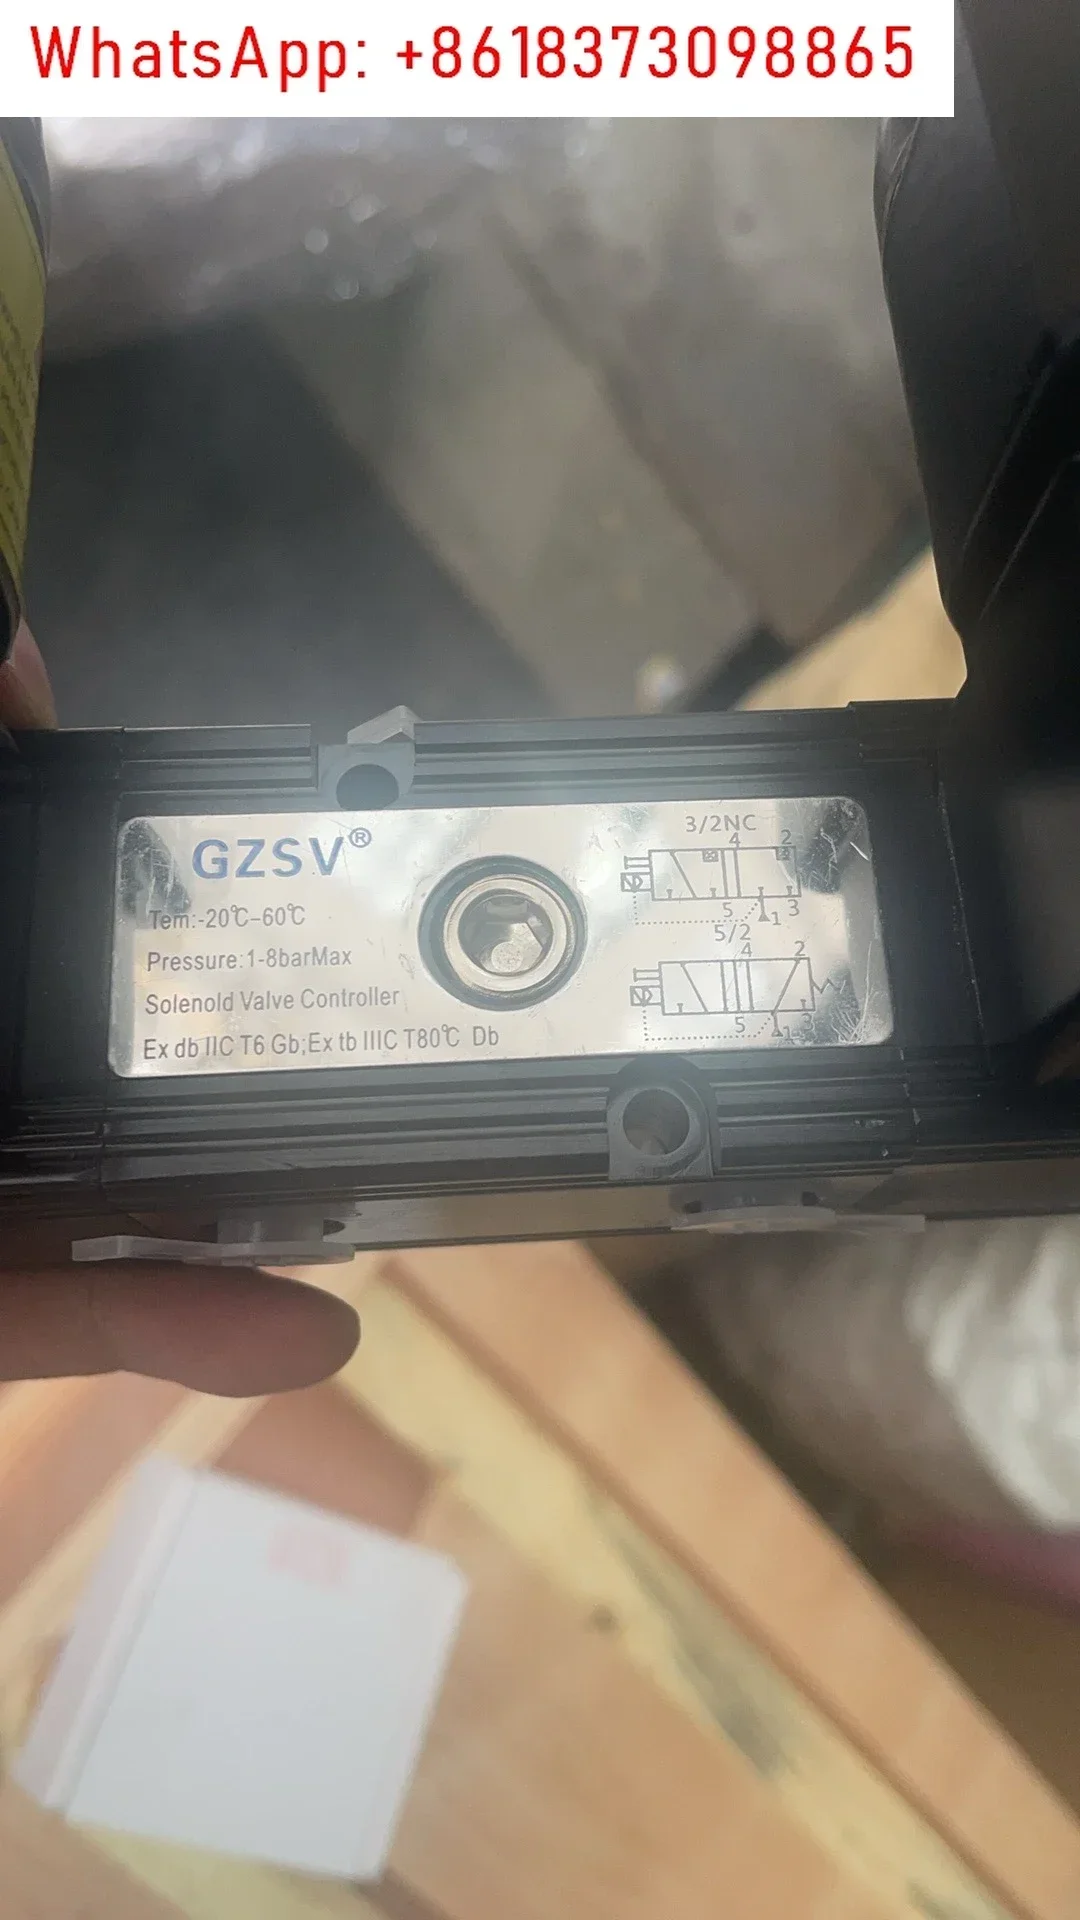 WhatsApp: +8618373098865
GZSV®
Tem:-20℃-60℃
Pressure:1-8barMax
Solenold Valve Controller
Ex db IIC T6 Gb;Ex tb IIIC T80℃ Db
3/2NC
4 2
5 1 3
5/2
4 2
5 1 3